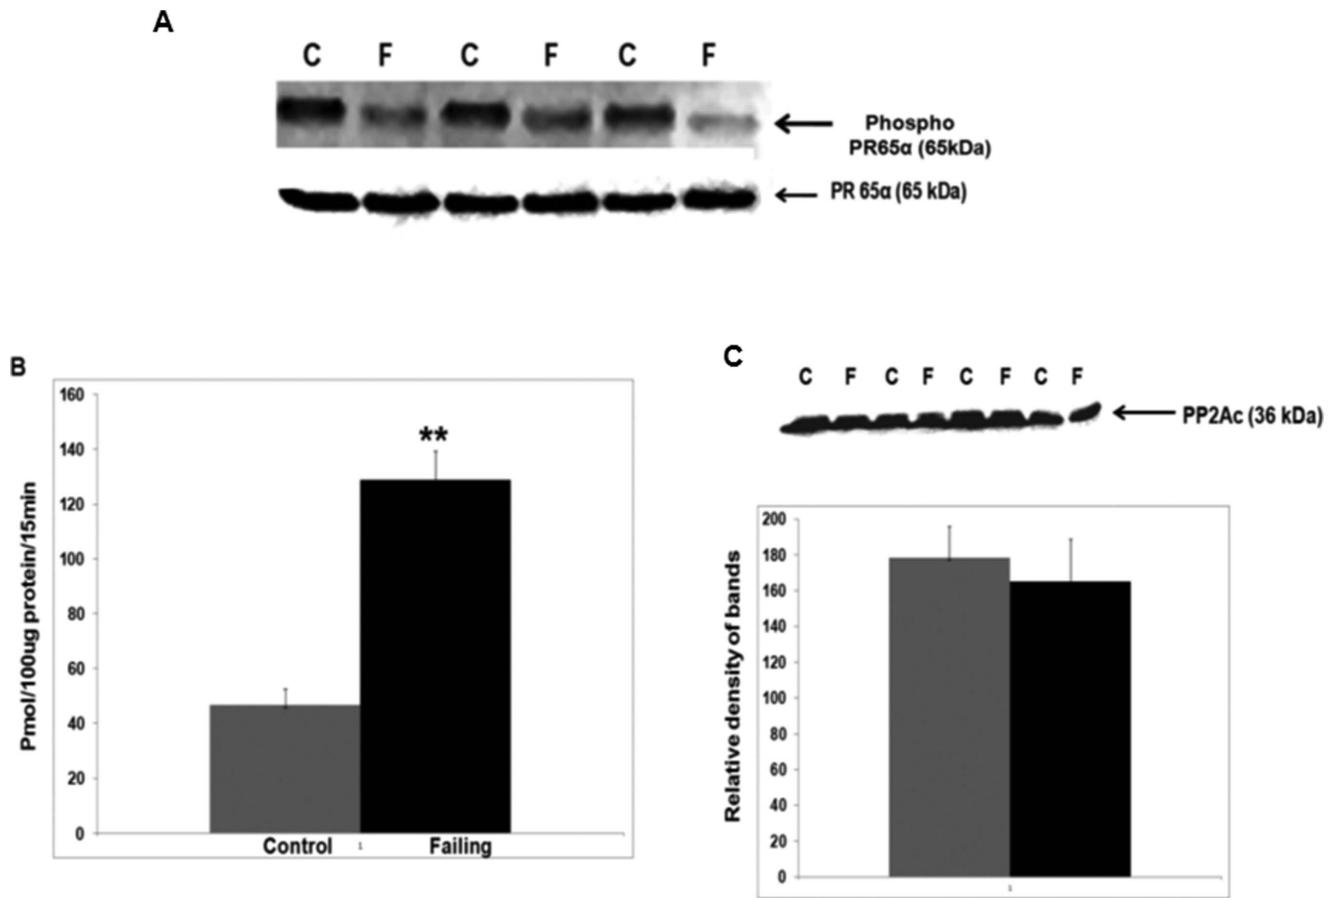 A
C F C F C F
Phospho
PR65α (65kDa)
PR 65α (65 kDa)
B
160
140
120
100
80
60
40
20
0
Pmol/100ug protein/15min
**
Control 1 Failing
C
C F C F C F C F
PP2Ac (36 kDa)
200
180
160
140
120
100
80
60
40
20
0
Relative density of bands
1